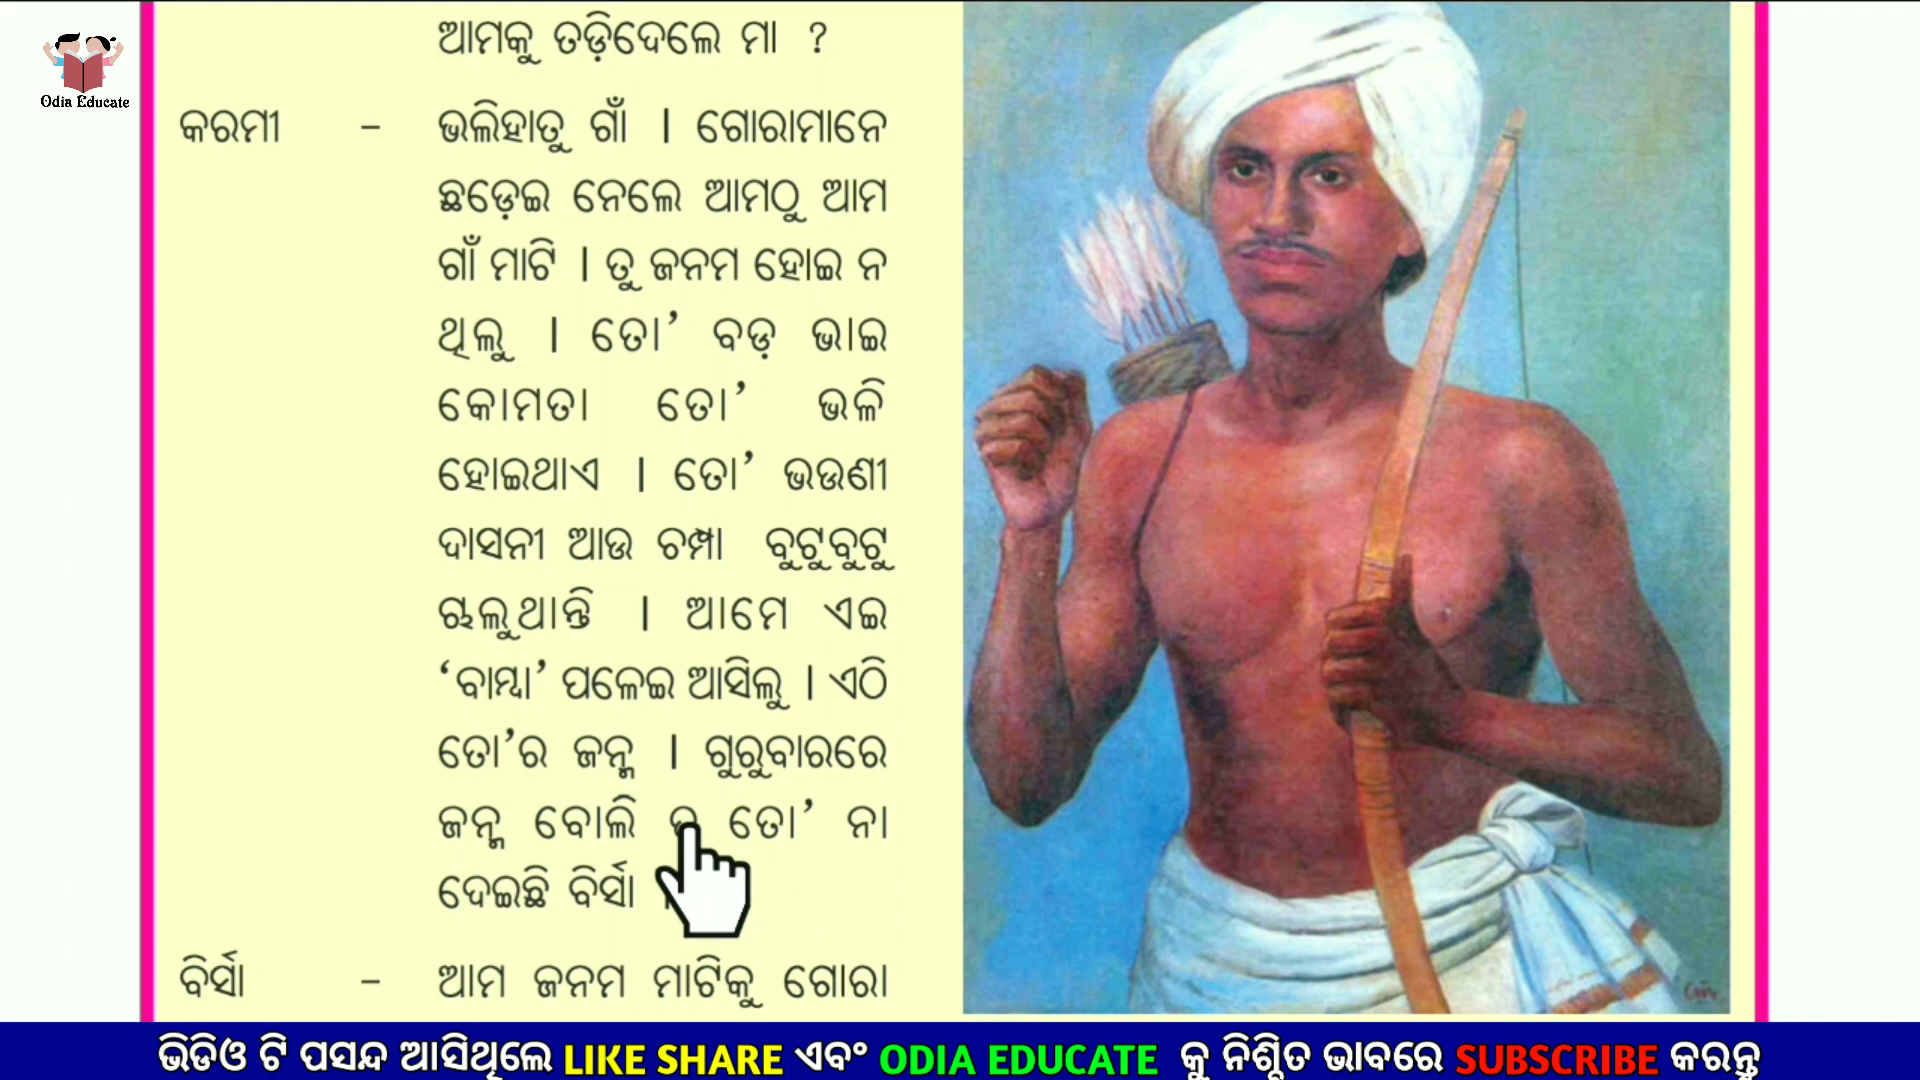 ଆମକୁ ତଡ଼ିଦେଲେ ମା ?
Odia Educate
କରମୀ – ଭଲିହାତୁ ଗାଁ । ଗୋରାମାନେ
ଛଡ଼େଇ ନେଲେ ଆମଠୁ ଆମ
ଗାଁ ମାଟି । ତୁ ଜନମ ହୋଇ ନ
ଥିଲୁ । ତୋ’ ବଡ଼ ଭାଇ
କୋମତା ତୋ’ ଭଳି
ହୋଇଥାଏ । ତୋ’ ଭଉଣୀ
ଦାସନୀ ଆଉ ଚମ୍ପା ବୁଟୁବୁଟୁ
ଚାଲୁଥାନ୍ତି । ଆମେ ଏଇ
‘ବାମ୍ଭା’ ପଳେଇ ଆସିଲୁ । ଏଠି
ତୋ’ର ଜନ୍ମ । ଗୁରୁବାରରେ
ଜନ୍ମ ବୋଲି ତୋ’ ନା
ଦେଇଛି ବିର୍ସା
ବିର୍ସା – ଆମ ଜନମ ମାଟିକୁ ଗୋରା
ଭିଡିଓ ଟି ପସନ୍ଦ ଆସିଥିଲେ LIKE SHARE ଏବଂ ODIA EDUCATE କୁ ନିଶ୍ଚିତ ଭାବରେ SUBSCRIBE କରନ୍ତୁ